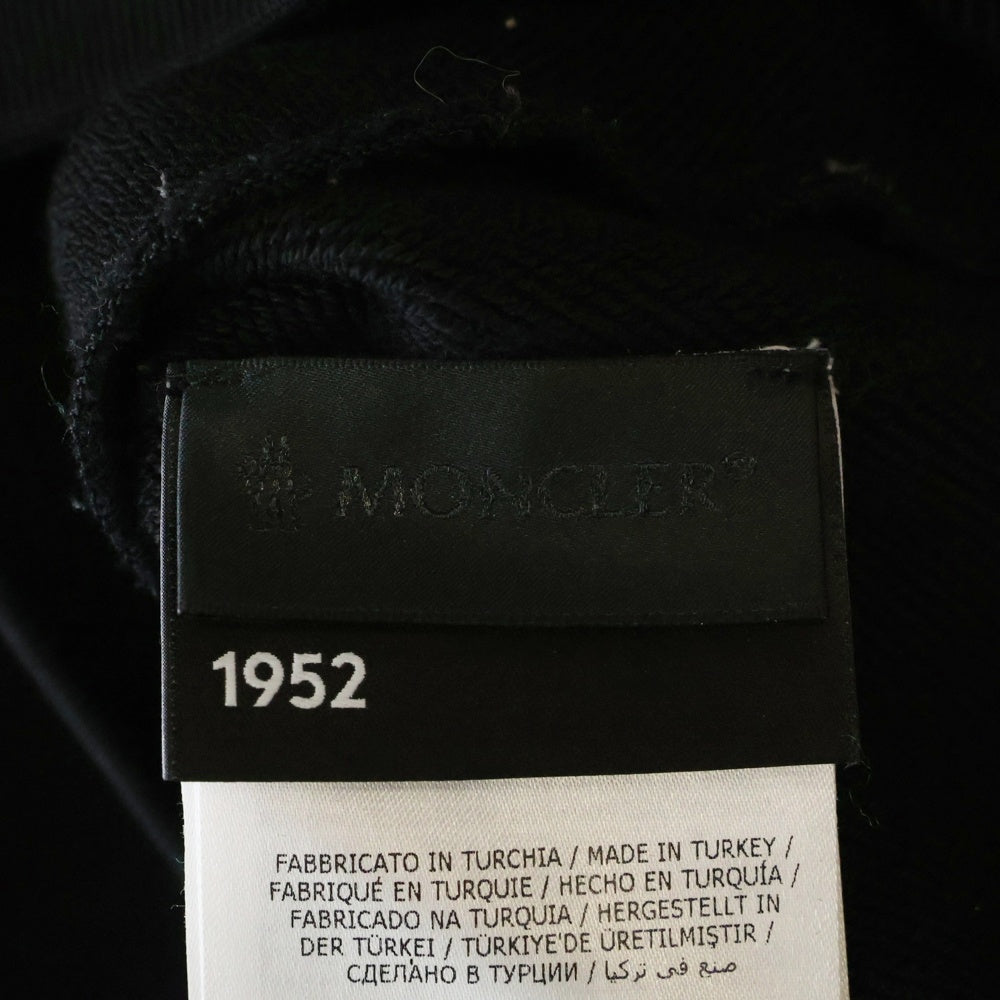 MONCLER
1952
FABBRICATO IN TURCHIA / MADE IN TURKEY /
FABRIQUÉ EN TURQUIE / HECHO EN TURQUÍA /
FABRICADO NA TURQUIA / HERGESTELLT IN
DER TÜRKEI / TÜRKIYE'DE ÜRETILMIŞTIR /
СДЕЛАНО В ТУРЦИИ / صنع في تركيا